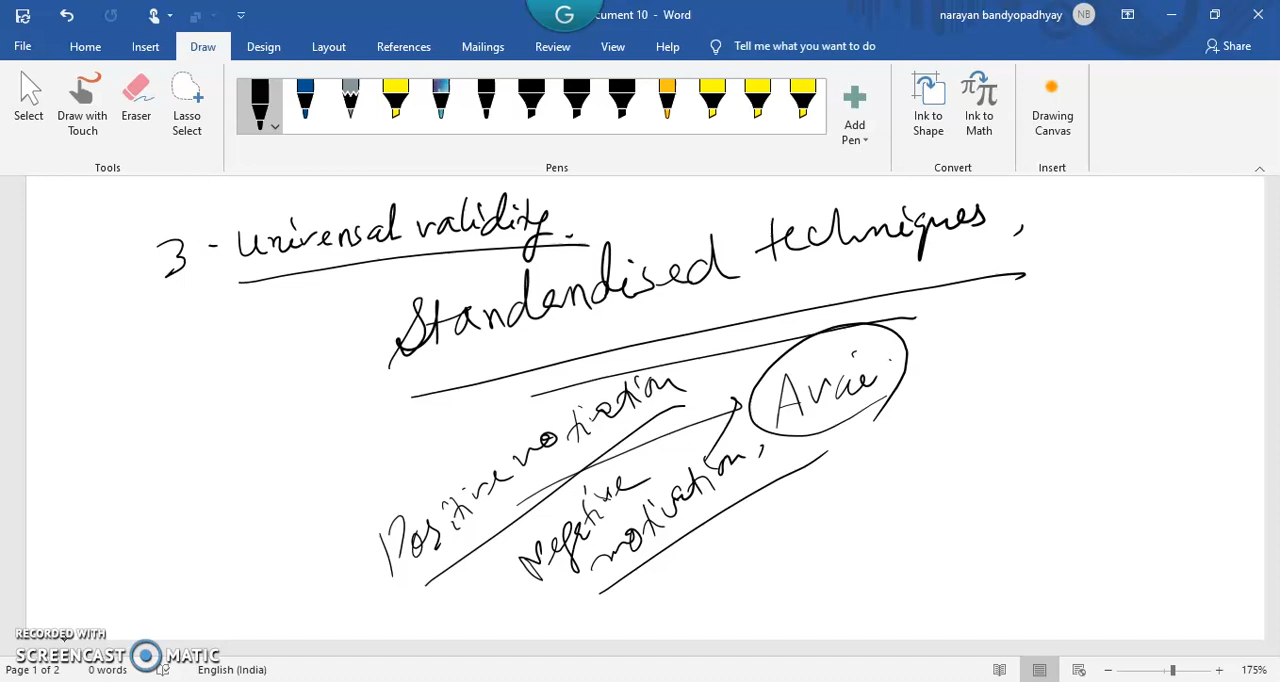 cument 10 - Word
narayan bandyopadhyay
NB
File Home Insert Draw Design Layout References Mailings Review View Help Tell me what you want to do Share
Select
Draw with Touch
Eraser
Lasso Select
Add Pen
Ink to Shape
Ink to Math
Drawing Canvas
Tools Pens Convert Insert
3 - universal validity.
Standardised techniques,
Positive motivation
negative
motivation,
RECORDED WITH
SCREENCAST MATIC
Page 1 of 2 0 words English (India) 175%